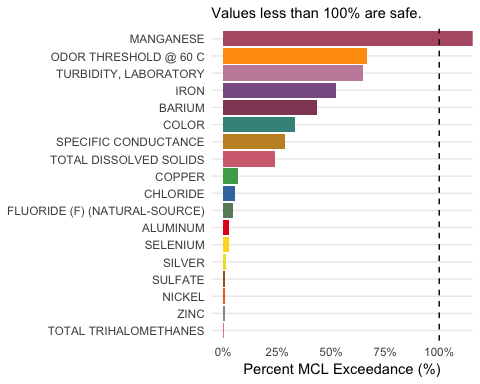 Values less than 100% are safe.
MANGANESE
ODOR THRESHOLD @ 60 C
TURBIDITY, LABORATORY
IRON
BARIUM
COLOR
SPECIFIC CONDUCTANCE
TOTAL DISSOLVED SOLIDS
COPPER
CHLORIDE
FLUORIDE (F) (NATURAL-SOURCE)
ALUMINUM
SELENIUM
SILVER
SULFATE
NICKEL
ZINC
TOTAL TRIHALOMETHANES
0% 25% 50% 75% 100%
Percent MCL Exceedance (%)